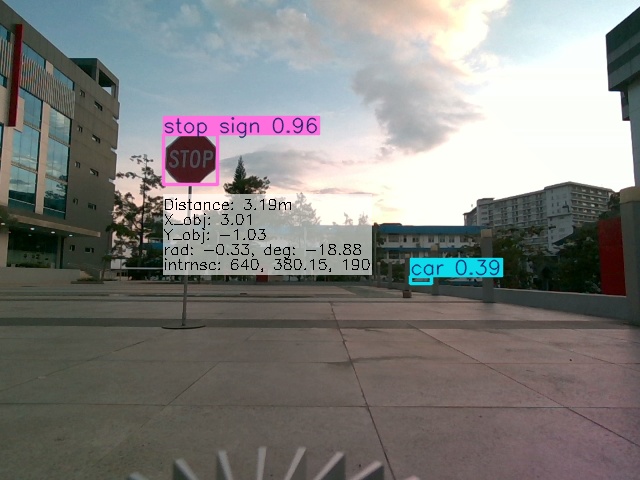 stop sign 0.96
STOP
Distance: 3.19m
X_obj: 3.01
Y_obj: -1.03
rad: -0.33, deg: -18.88
intrnsc: 640, 380.15, 190
car 0.39